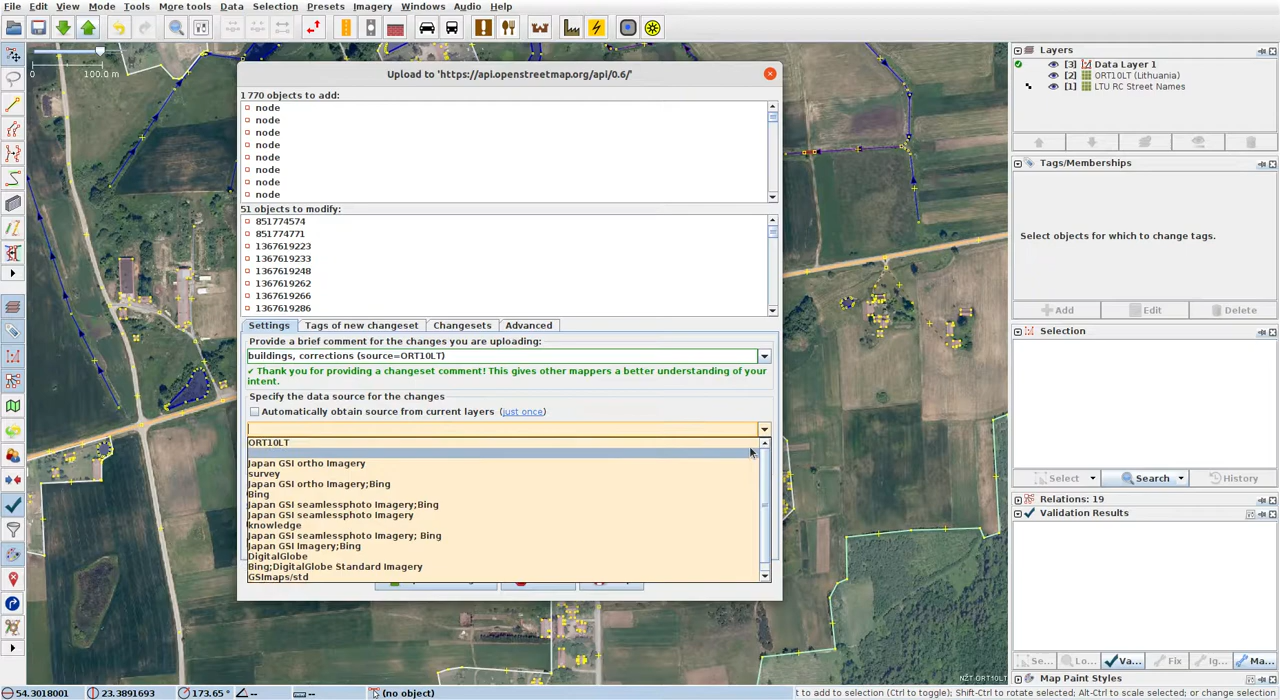 File Edit View Mode Tools More tools Data Selection Presets Imagery Windows Audio Help
0 100.0 m
Upload to 'https://api.openstreetmap.org/api/0.6/'
1 770 objects to add:
node
node
node
node
node
node
node
node
51 objects to modify:
851774574
851774771
1367619223
1367619233
1367619248
1367619262
1367619266
1367619286
Settings Tags of new changeset Changesets Advanced
Provide a brief comment for the changes you are uploading:
buildings, corrections (source=ORT10LT)
✔ Thank you for providing a changeset comment! This gives other mappers a better understanding of your
intent.
Specify the data source for the changes
Automatically obtain source from current layers (just once)
ORT10LT
Japan GSI ortho Imagery
survey
Japan GSI ortho Imagery;Bing
Bing
Japan GSI seamlessphoto Imagery;Bing
Japan GSI seamlessphoto Imagery
knowledge
Japan GSI seamlessphoto Imagery; Bing
Japan GSI Imagery;Bing
DigitalGlobe
Bing;DigitalGlobe Standard Imagery
GSImaps/std
Layers
[3] Data Layer 1
[2] ORT10LT (Lithuania)
[1] LTU RC Street Names
Tags/Memberships
Select objects for which to change tags.
Add Edit Delete
Selection
Select Search History
Relations: 19
Validation Results
Se... Lo... Va... Fix Ig... Ma...
Map Paint Styles
NŽT ORT10LT
54.3018001 23.3891693 173.65° -- -- (no object) t to add to selection (Ctrl to toggle); Shift-Ctrl to rotate selected; Alt-Ctrl to scale selected; or change selection